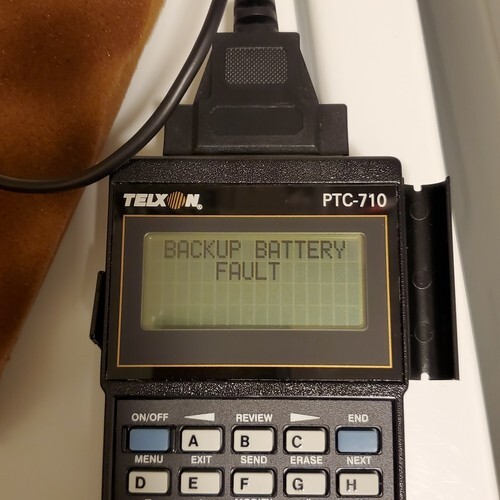 TELXON® PTC-710
BACKUP BATTERY
FAULT
ON/OFF REVIEW END
A B C
MENU EXIT SEND ERASE NEXT
D E F G H